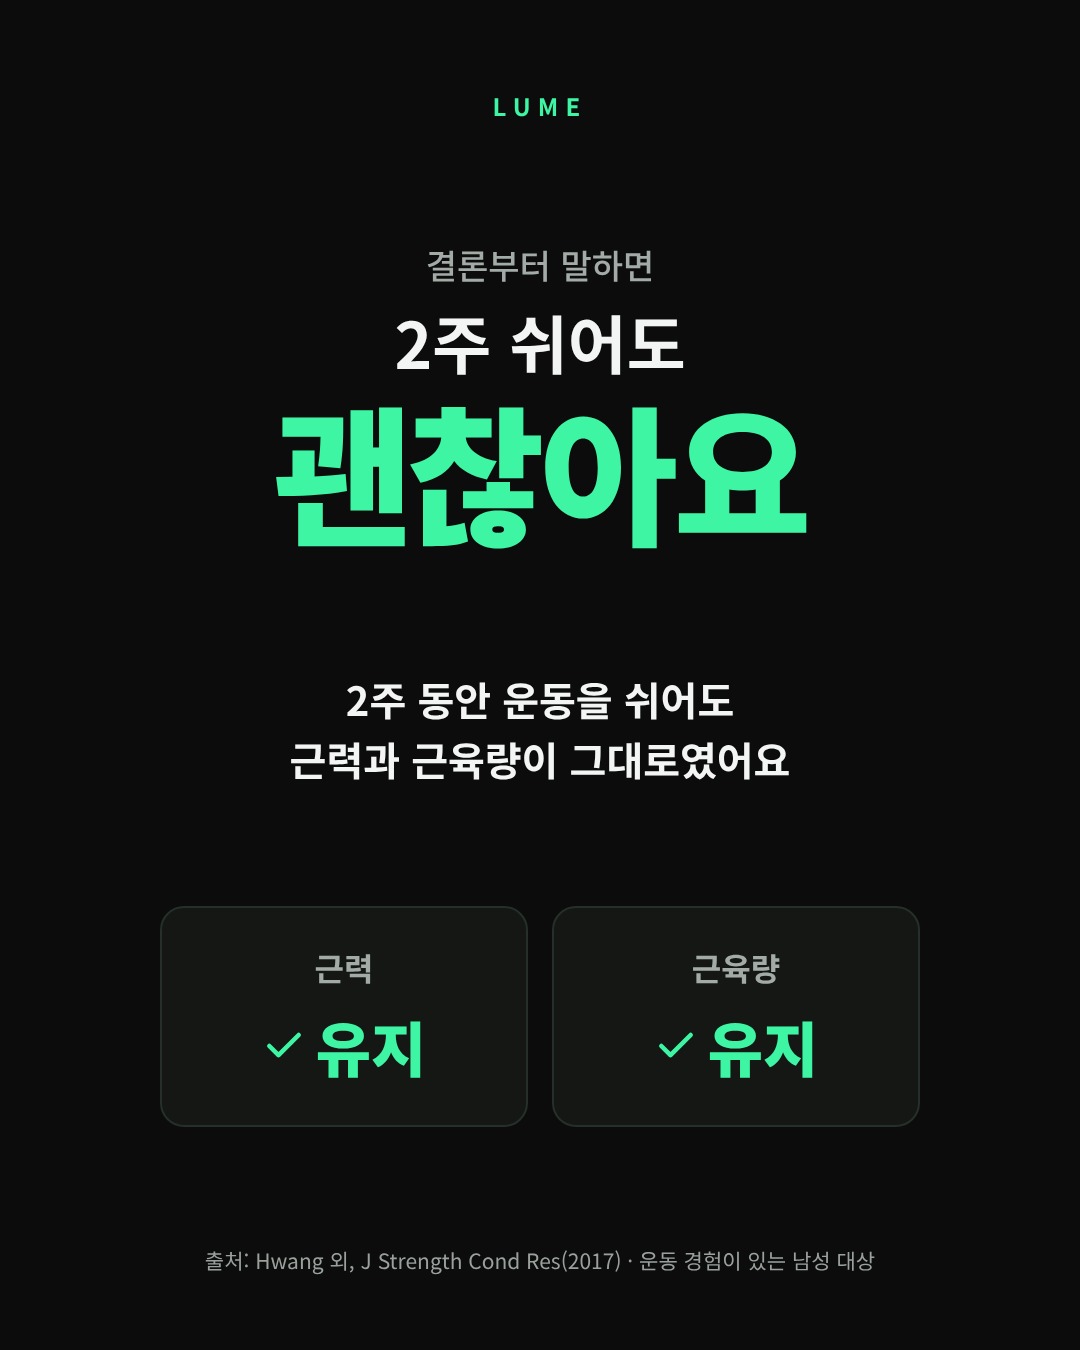 LUME
결론부터 말하면
2주 쉬어도
괜찮아요
2주 동안 운동을 쉬어도
근력과 근육량이 그대로였어요
근력
유지
근육량
유지
출처: Hwang 외, J Strength Cond Res(2017) · 운동 경험이 있는 남성 대상